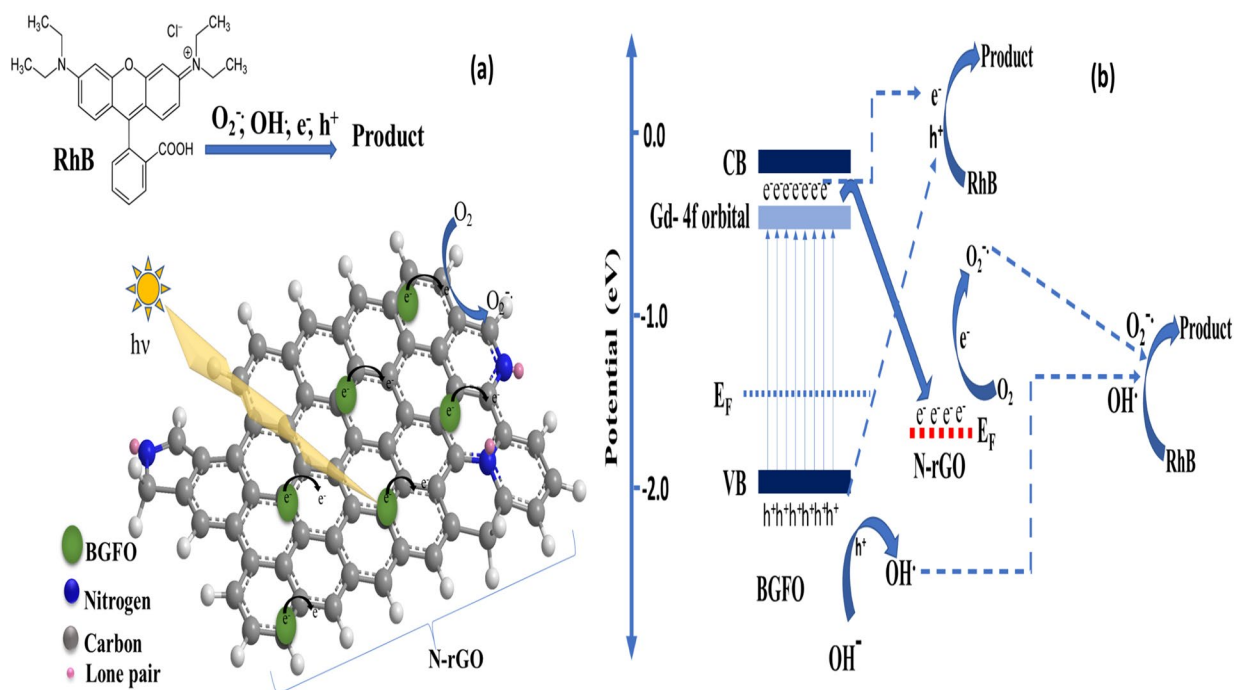 H₃C
CH₃
Cl⁻
H₃C
N
O
N
⊕
CH₃
COOH
RhB
O₂⁻˙; OH˙; e⁻, h⁺
Product
(a)
hν
O₂
O₂⁻˙
e⁻ e⁻
e⁻ e⁻
e⁻ e⁻
e⁻ e⁻
e⁻ e⁻
e⁻ e⁻
BGFO
Nitrogen
Carbon
Lone pair
N-rGO
(b)
Potential (eV)
0.0
-1.0
-2.0
CB
e⁻e⁻e⁻e⁻e⁻e⁻e⁻
Gd- 4f orbital
E_F
VB
h⁺h⁺h⁺h⁺h⁺h⁺h⁺
BGFO
h⁺
OH˙
OH⁻
Product
e⁻
h⁺
RhB
O₂⁻˙
e⁻
O₂
e⁻ e⁻ e⁻ e⁻
E_F
N-rGO
O₂⁻˙
Product
OH˙
RhB